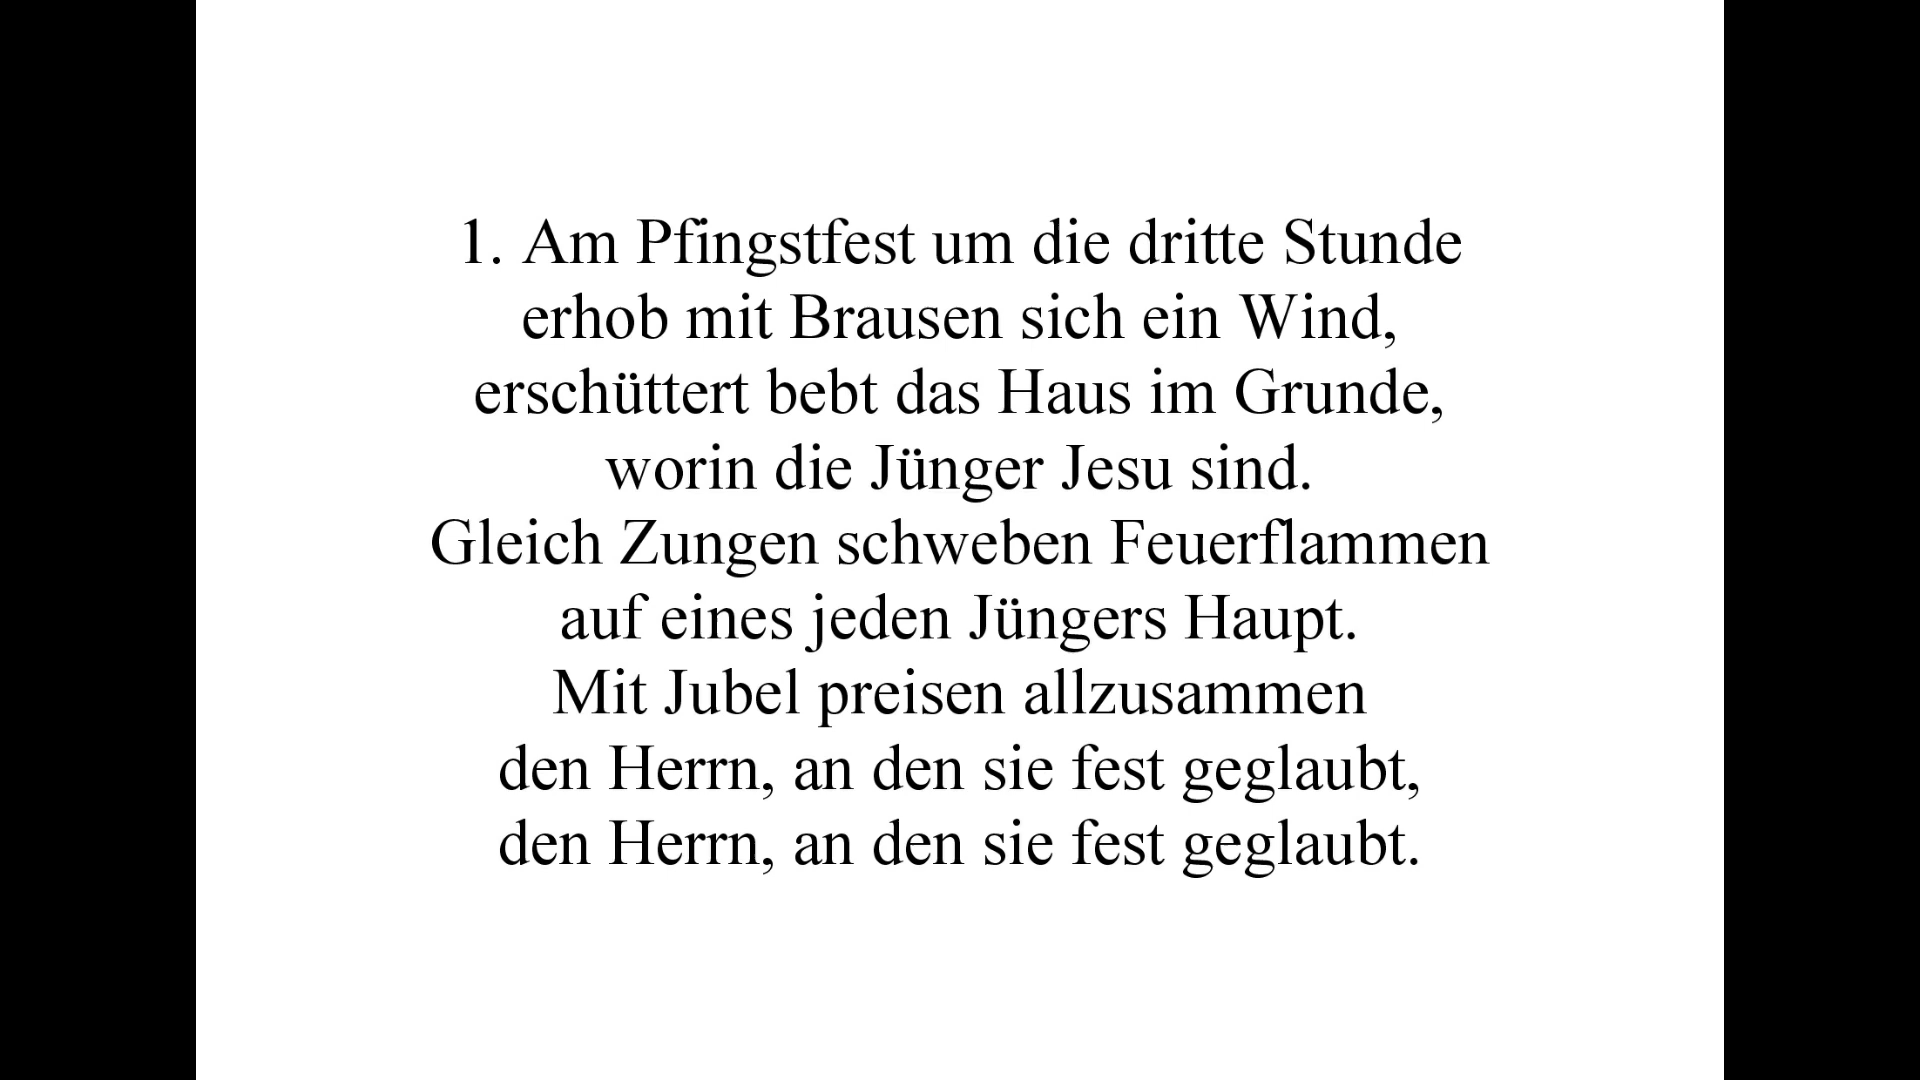 1. Am Pfingstfest um die dritte Stunde
erhob mit Brausen sich ein Wind,
erschüttert bebt das Haus im Grunde,
worin die Jünger Jesu sind.
Gleich Zungen schweben Feuerflammen
auf eines jeden Jüngers Haupt.
Mit Jubel preisen allzusammen
den Herrn, an den sie fest geglaubt,
den Herrn, an den sie fest geglaubt.